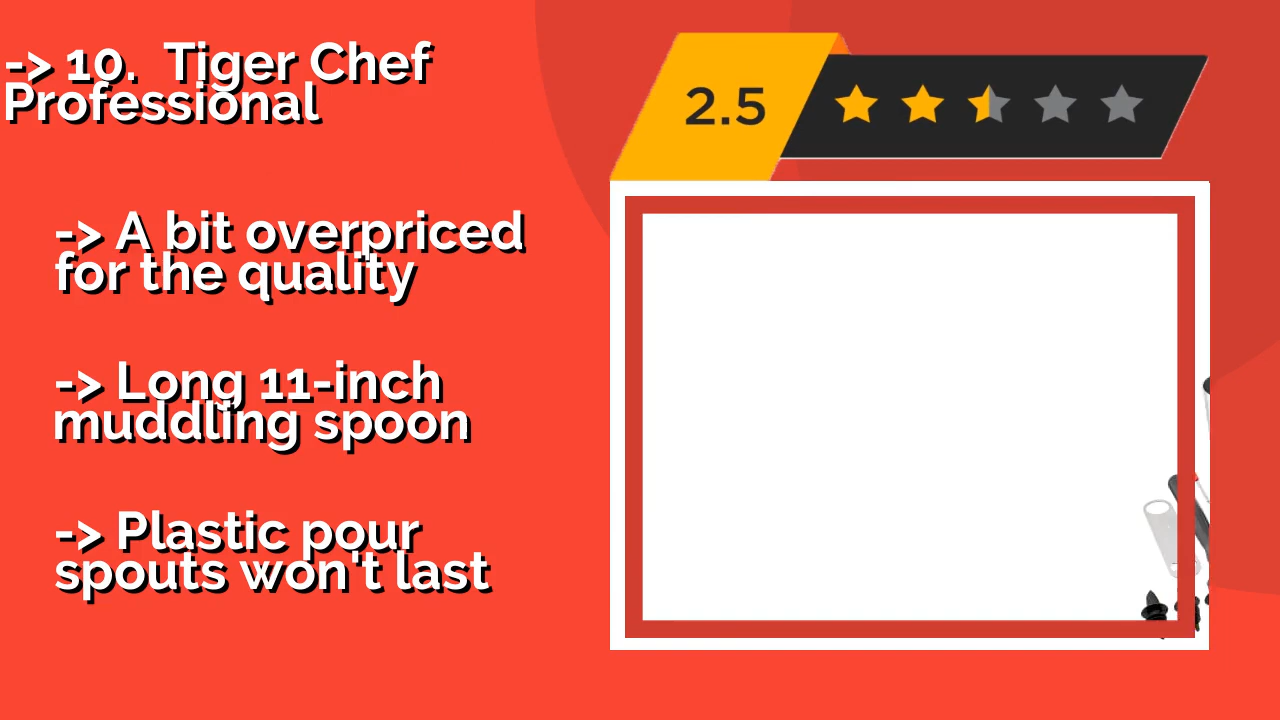 -> 10.  Tiger Chef
Professional
2.5
-> A bit overpriced
for the quality
-> Long 11-inch
muddling spoon
-> Plastic pour
spouts won't last